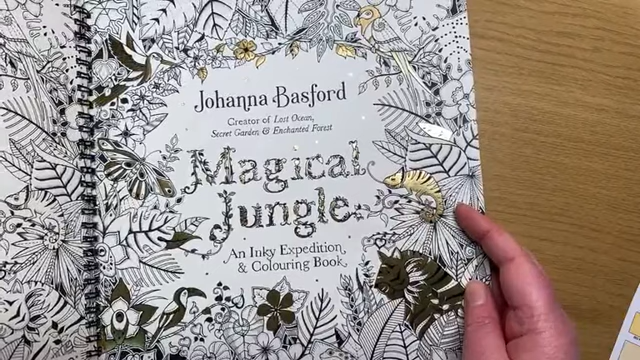 Johanna Basford
Creator of Lost Ocean,
Secret Garden & Enchanted Forest
Magical
Jungle
An Inky Expedition
& Colouring Book